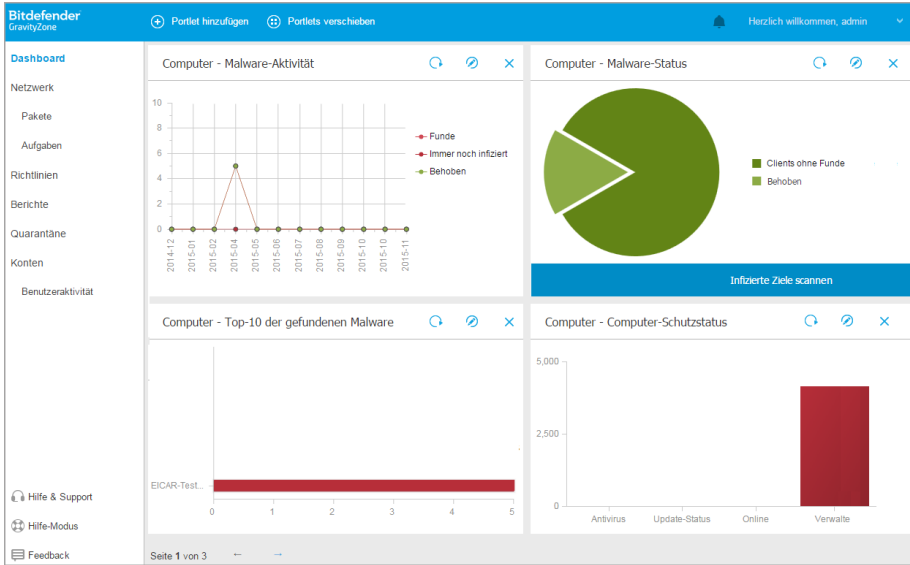 Bitdefender
GravityZone
Portlet hinzufügen
Portlets verschieben
Herzlich willkommen, admin
Dashboard
Netzwerk
Pakete
Aufgaben
Richtlinien
Berichte
Quarantäne
Konten
Benutzeraktivität
Hilfe & Support
Hilfe-Modus
Feedback
Computer - Malware-Aktivität
10
8
6
4
2
0
2014-12
2015-01
2015-02
2015-04
2015-05
2015-06
2015-07
2015-08
2015-09
2015-10
2015-10
2015-11
Funde
Immer noch infiziert
Behoben
Computer - Malware-Status
Clients ohne Funde
Behoben
Infizierte Ziele scannen
Computer - Top-10 der gefundenen Malware
EICAR-Test...
0 1 2 3 4 5
Computer - Computer-Schutzstatus
5,000
2,500
0
Antivirus Update-Status Online Verwalte
Seite 1 von 3